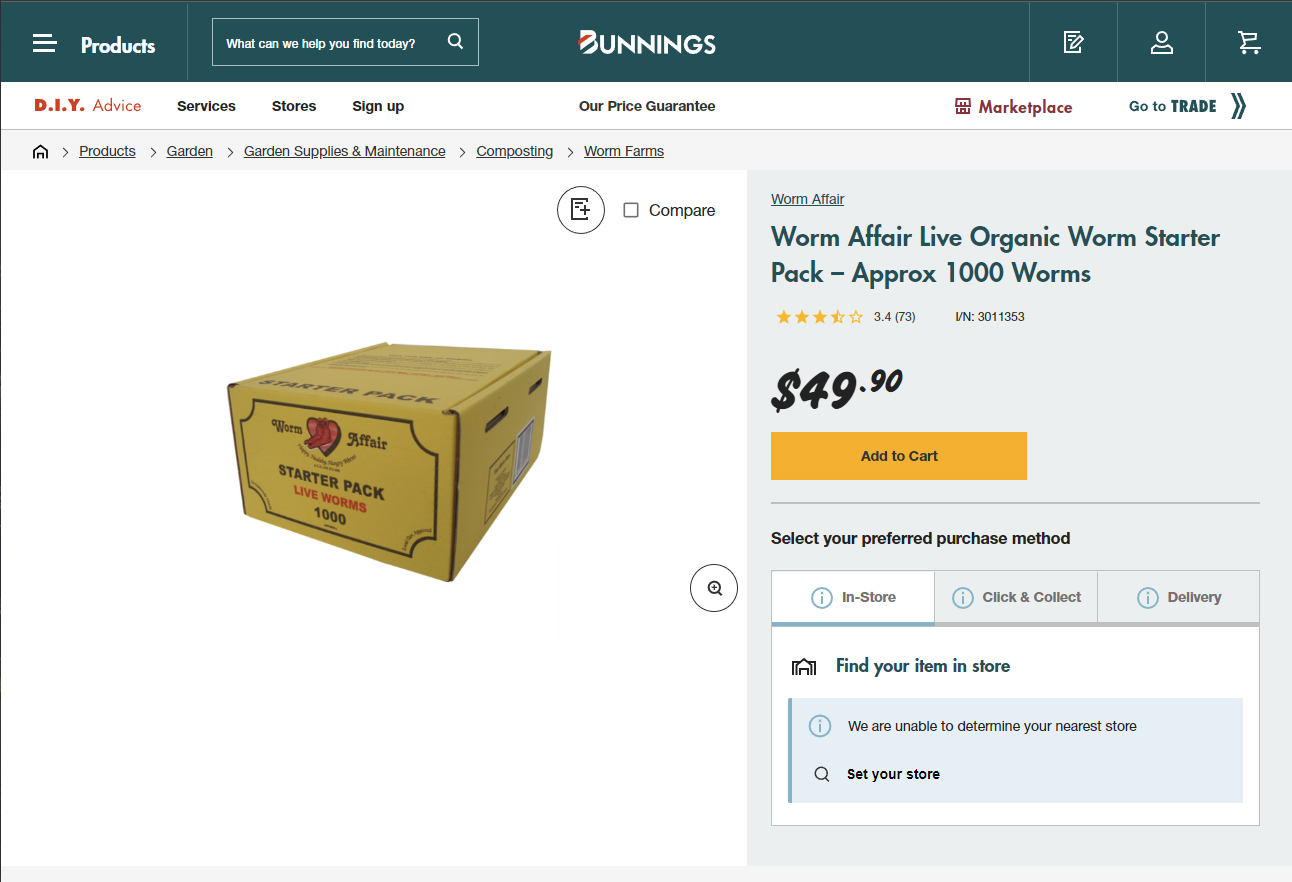 Products
What can we help you find today?
BUNNINGS
D.I.Y. Advice
Services
Stores
Sign up
Our Price Guarantee
Marketplace
Go to TRADE
Products
Garden
Garden Supplies & Maintenance
Composting
Worm Farms
Compare
STARTER PACK
Worm Affair
STARTER PACK
LIVE WORMS
1000
Worm Affair
Worm Affair Live Organic Worm Starter
Pack – Approx 1000 Worms
3.4 (73)
I/N: 3011353
$49.90
Add to Cart
Select your preferred purchase method
In-Store
Click & Collect
Delivery
Find your item in store
We are unable to determine your nearest store
Set your store